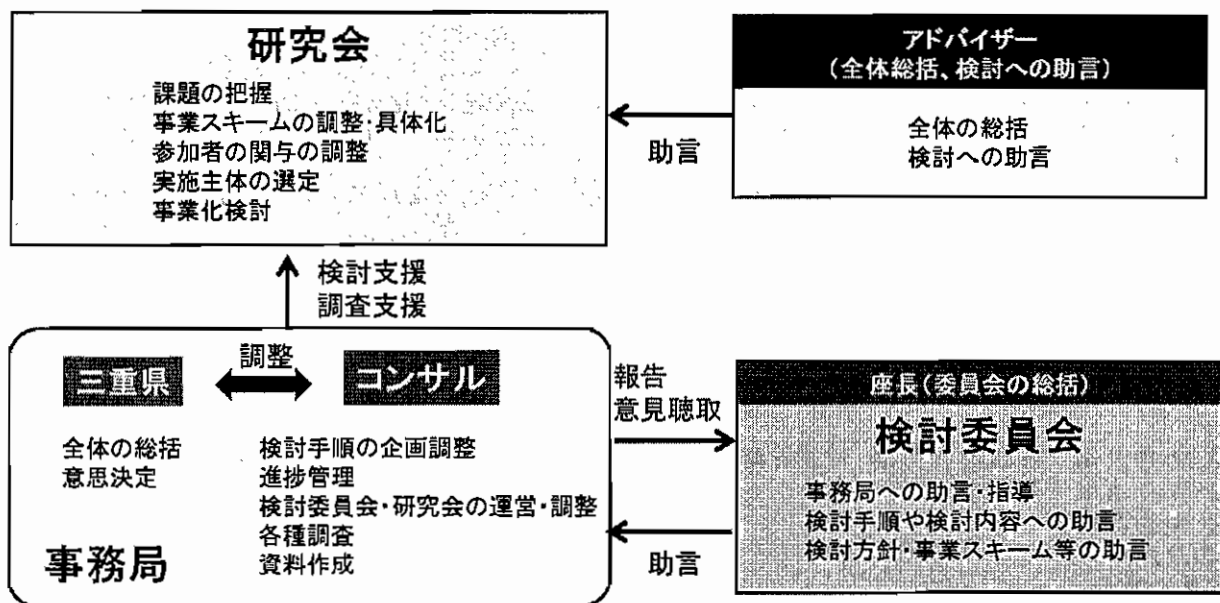 研究会
課題の把握
事業スキームの調整・具体化
参加者の関与の調整
実施主体の選定
事業化検討
アドバイザー
(全体総括、検討への助言)
全体の総括
検討への助言
助言
検討支援
調査支援
三重県
調整
コンサル
全体の総括
意思決定
検討手順の企画調整
進捗管理
検討委員会・研究会の運営・調整
各種調査
資料作成
事務局
報告
意見聴取
助言
座長(委員会の総括)
検討委員会
事務局への助言・指導
検討手順や検討内容への助言
検討方針・事業スキーム等の助言